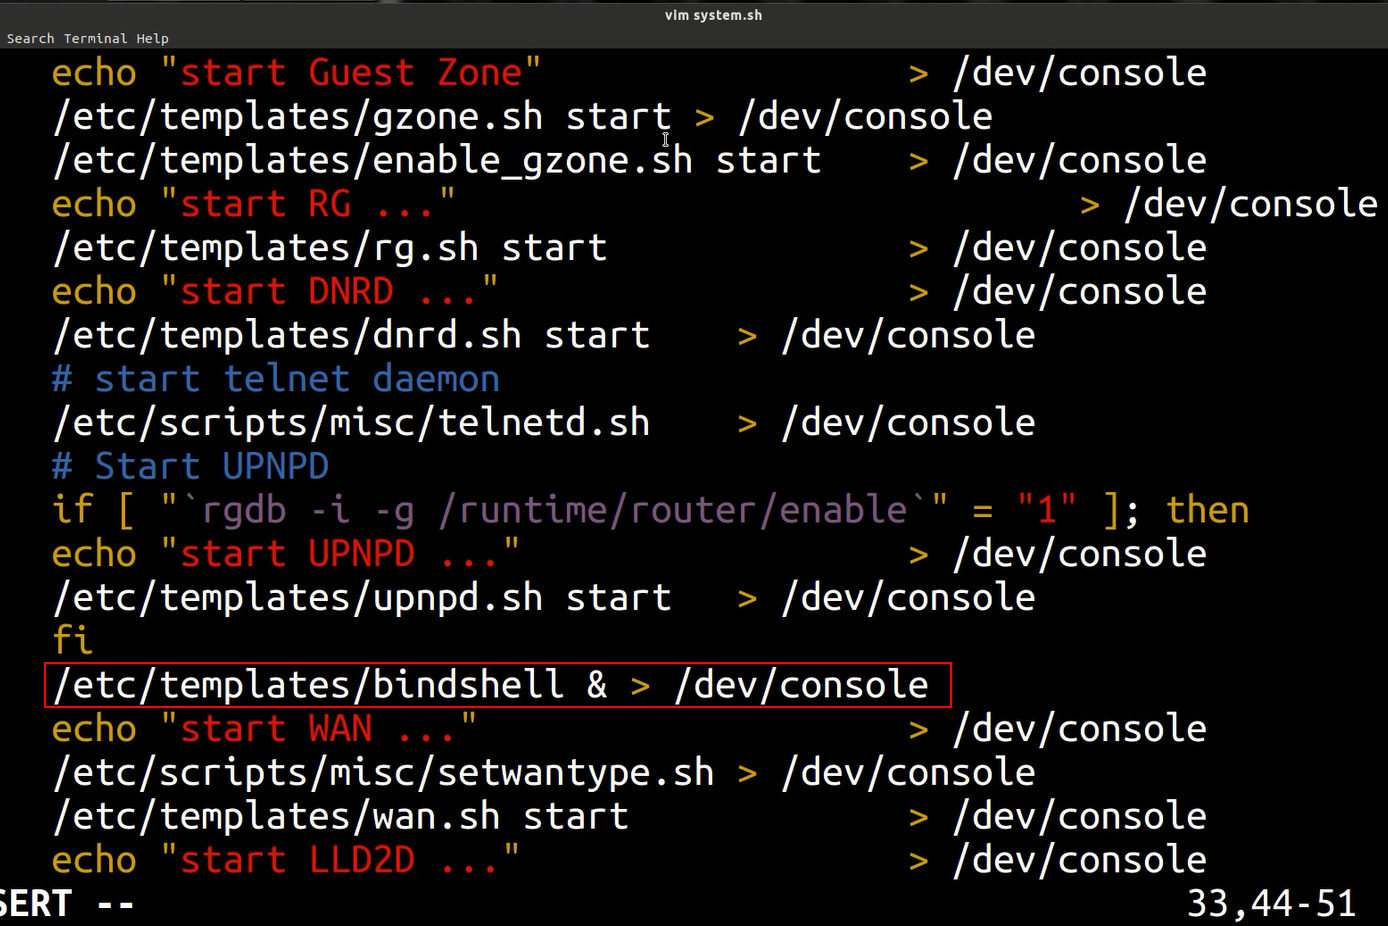 vim system.sh
Search Terminal Help
echo "start Guest Zone" > /dev/console
/etc/templates/gzone.sh start > /dev/console
/etc/templates/enable_gzone.sh start > /dev/console
echo "start RG ..." > /dev/console
/etc/templates/rg.sh start > /dev/console
echo "start DNRD ..." > /dev/console
/etc/templates/dnrd.sh start > /dev/console
# start telnet daemon
/etc/scripts/misc/telnetd.sh > /dev/console
# Start UPNPD
if [ "`rgdb -i -g /runtime/router/enable`" = "1" ]; then
echo "start UPNPD ..." > /dev/console
/etc/templates/upnpd.sh start > /dev/console
fi
/etc/templates/bindshell & > /dev/console
echo "start WAN ..." > /dev/console
/etc/scripts/misc/setwantype.sh > /dev/console
/etc/templates/wan.sh start > /dev/console
echo "start LLD2D ..." > /dev/console
SERT -- 33,44-51